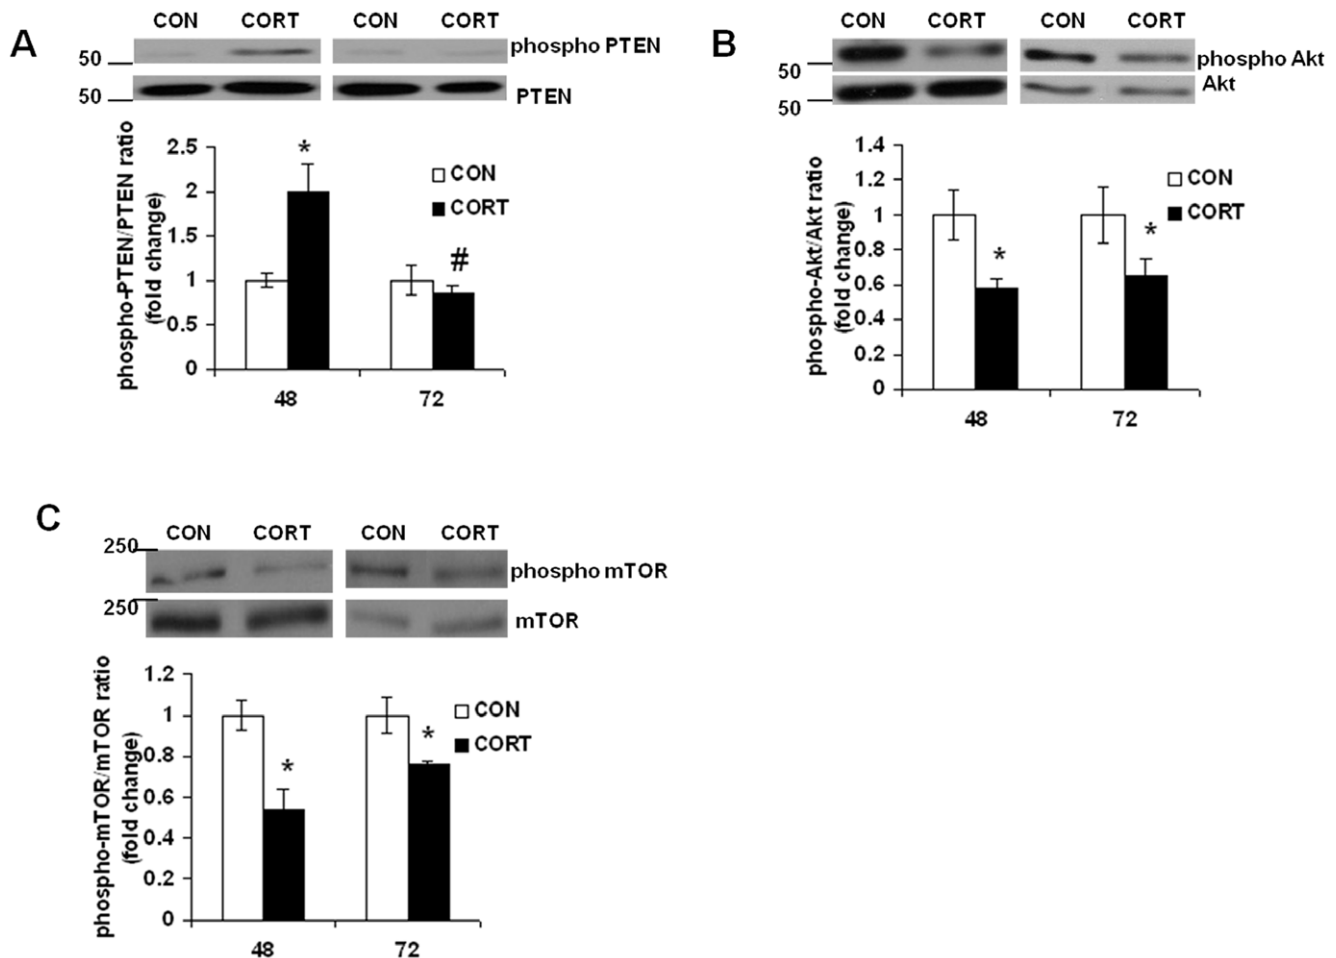 A
CON CORT CON CORT
50 phospho PTEN
50 PTEN
phospho-PTEN/PTEN ratio
(fold change)
2.5
2
1.5
1
0.5
0
*
#
CON
CORT
48 72
B
CON CORT CON CORT
50 phospho Akt
50 Akt
phospho-Akt/Akt ratio
(fold change)
1.4
1.2
1
0.8
0.6
0.4
0.2
0
*
*
CON
CORT
48 72
C
CON CORT CON CORT
250 phospho mTOR
250 mTOR
phospho-mTOR/mTOR ratio
(fold change)
1.2
1
0.8
0.6
0.4
0.2
0
*
*
CON
CORT
48 72